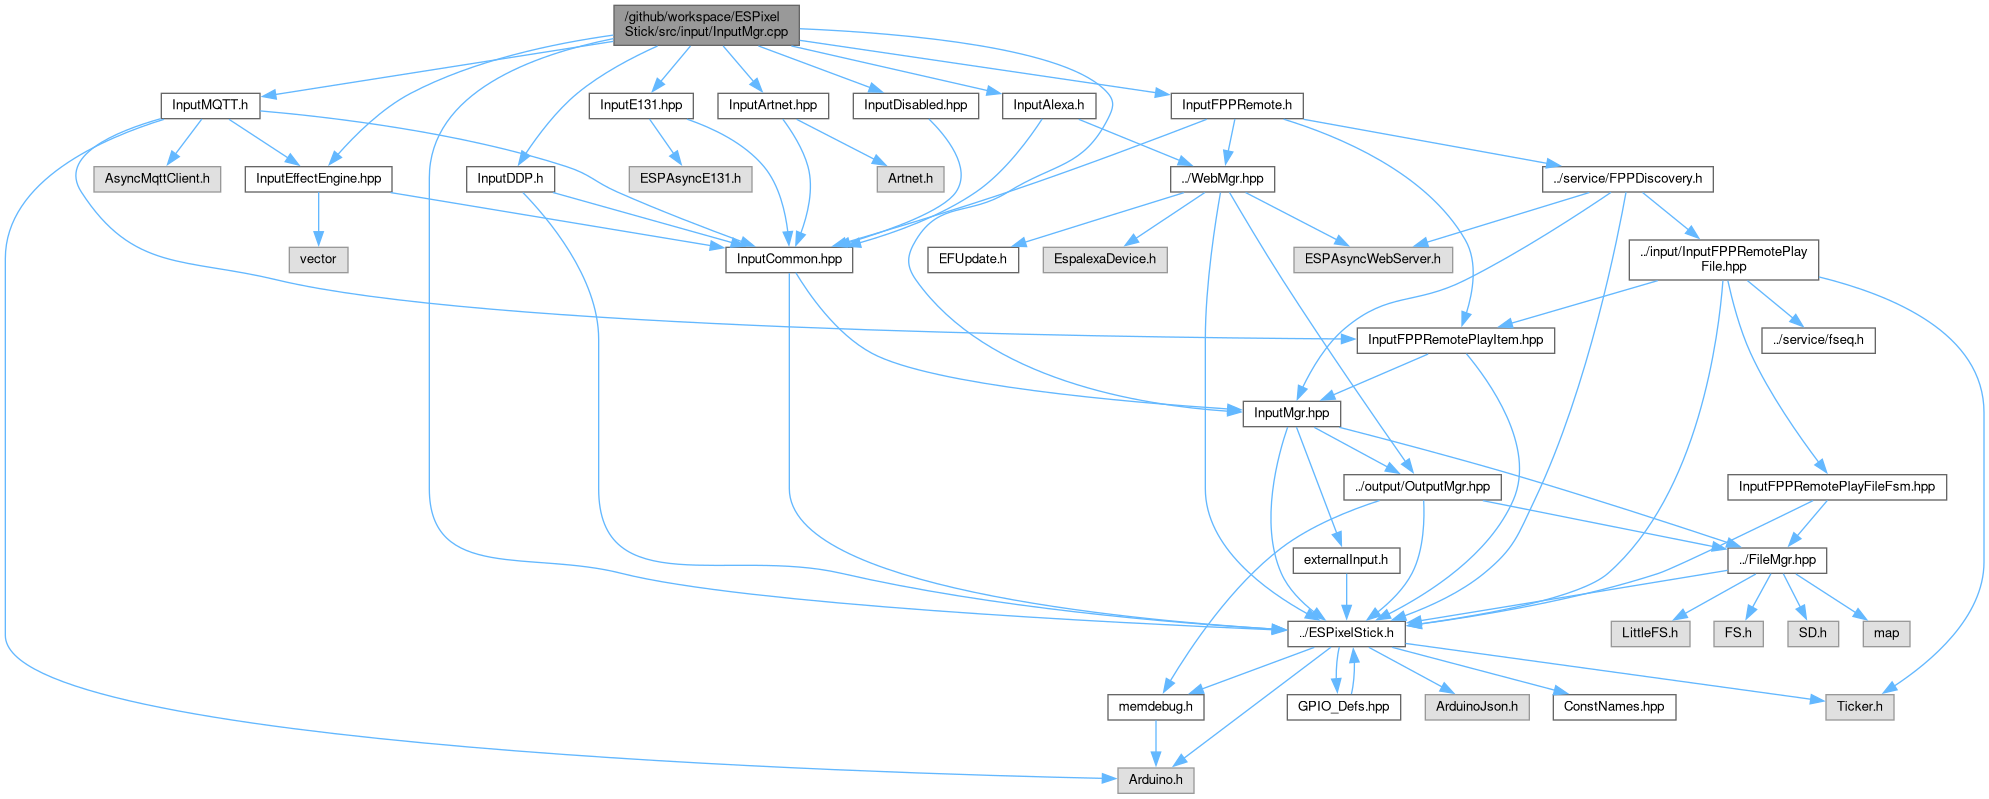 /github/workspace/ESPixel
Stick/src/input/InputMgr.cpp
InputMQTT.h
InputE131.hpp
InputArtnet.hpp
InputDisabled.hpp
InputAlexa.h
InputFPPRemote.h
AsyncMqttClient.h
InputEffectEngine.hpp
InputDDP.h
ESPAsyncE131.h
Artnet.h
../WebMgr.hpp
../service/FPPDiscovery.h
vector
InputCommon.hpp
EFUpdate.h
EspalexaDevice.h
ESPAsyncWebServer.h
../input/InputFPPRemotePlay
File.hpp
InputFPPRemotePlayItem.hpp
../service/fseq.h
InputMgr.hpp
../output/OutputMgr.hpp
InputFPPRemotePlayFileFsm.hpp
externalInput.h
../FileMgr.hpp
../ESPixelStick.h
LittleFS.h
FS.h
SD.h
map
memdebug.h
GPIO_Defs.hpp
ArduinoJson.h
ConstNames.hpp
Ticker.h
Arduino.h